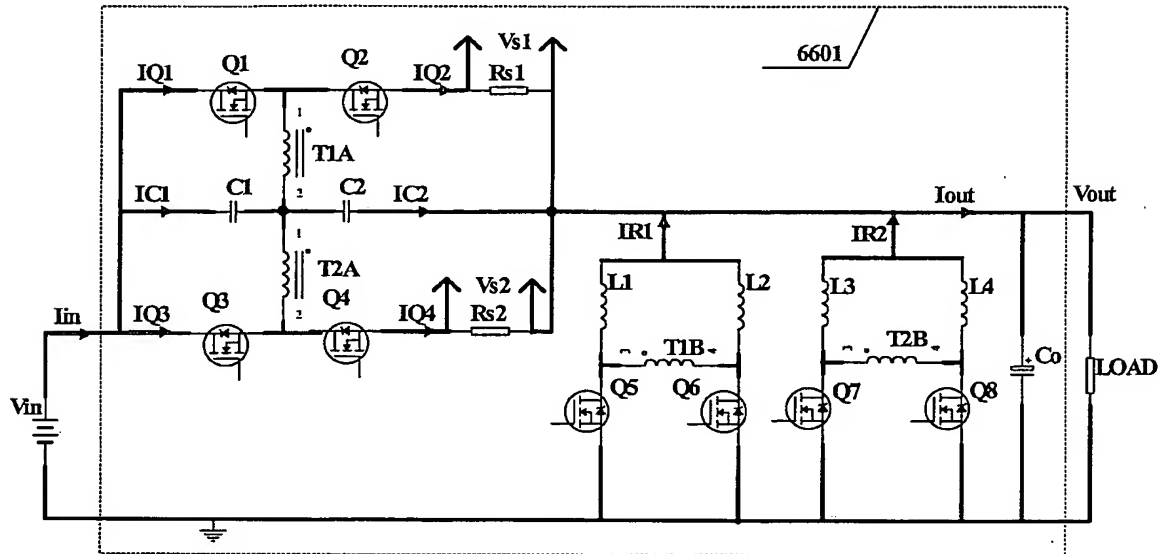 Vs1
6601
IQ1 Q1 Q2 IQ2 Rs1
1
T1A
2
IC1 C1 C2 IC2 Iout Vout
1
T2A
2
IR1 IR2
L1 L2 L3 L4
Vs2
Iin IQ3 Q3 Q4 IQ4 Rs2
T1B 4 T2B 4
Co LOAD
Q5 Q6 Q7 Q8
Vin